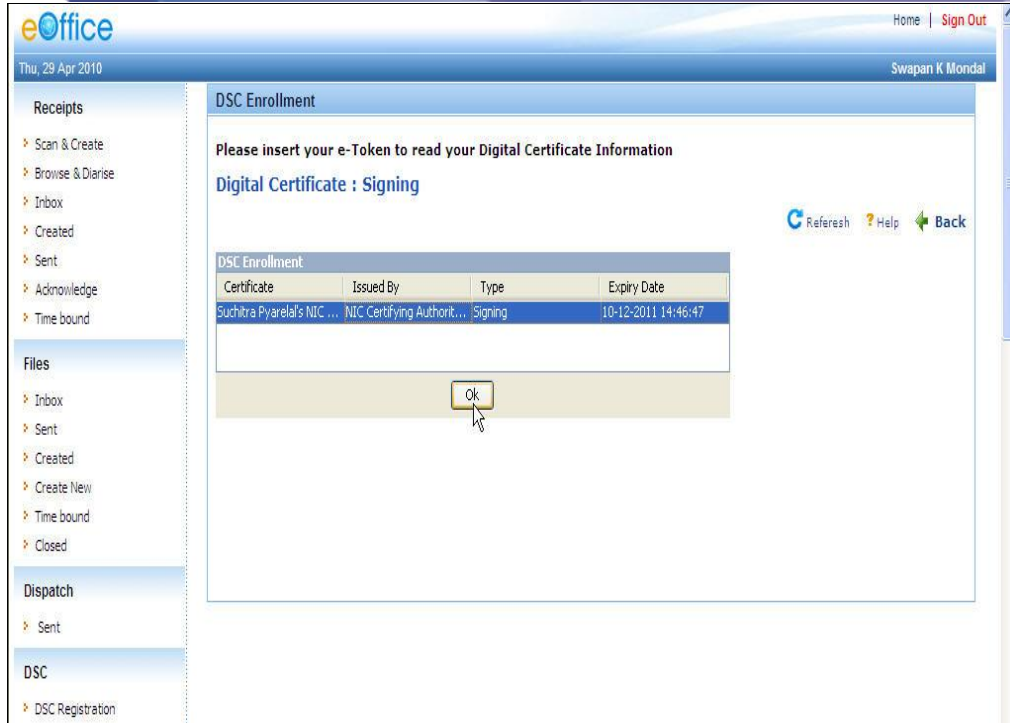 eOffice
Home | Sign Out
Thu, 29 Apr 2010
Swapan K Mondal
Receipts
Scan & Create
Browse & Diarise
Inbox
Created
Sent
Acknowledge
Time bound
Files
Inbox
Sent
Created
Create New
Time bound
Closed
Dispatch
Sent
DSC
DSC Registration
DSC Enrollment
Please insert your e-Token to read your Digital Certificate Information
Digital Certificate : Signing
Referesh ? Help Back
DSC Enrollment
Certificate Issued By Type Expiry Date
Suchitra Pyarelal's NIC ... NIC Certifying Authorit... Signing 10-12-2011 14:46:47
Ok